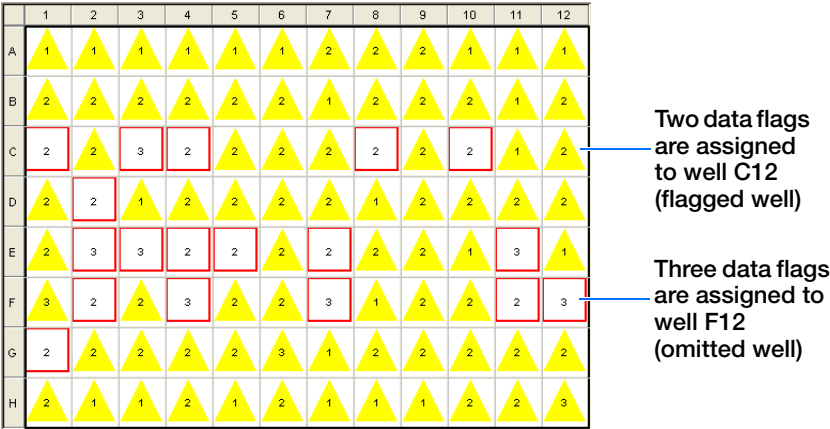 1 2 3 4 5 6 7 8 9 10 11 12
A 1 1 1 1 1 1 2 2 2 1 1 1
B 2 2 2 2 2 2 1 2 2 2 1 2
C 2 2 3 2 2 2 2 2 2 2 1 2
D 2 2 1 2 2 2 2 1 2 2 2 2
E 2 3 3 2 2 2 2 2 2 1 3 1
F 3 2 2 3 2 2 3 1 2 2 2 3
G 2 2 2 2 2 3 1 2 2 2 2 2
H 2 1 1 2 1 2 1 1 1 2 2 3
Two data flags
are assigned
to well C12
(flagged well)
Three data flags
are assigned to
well F12
(omitted well)